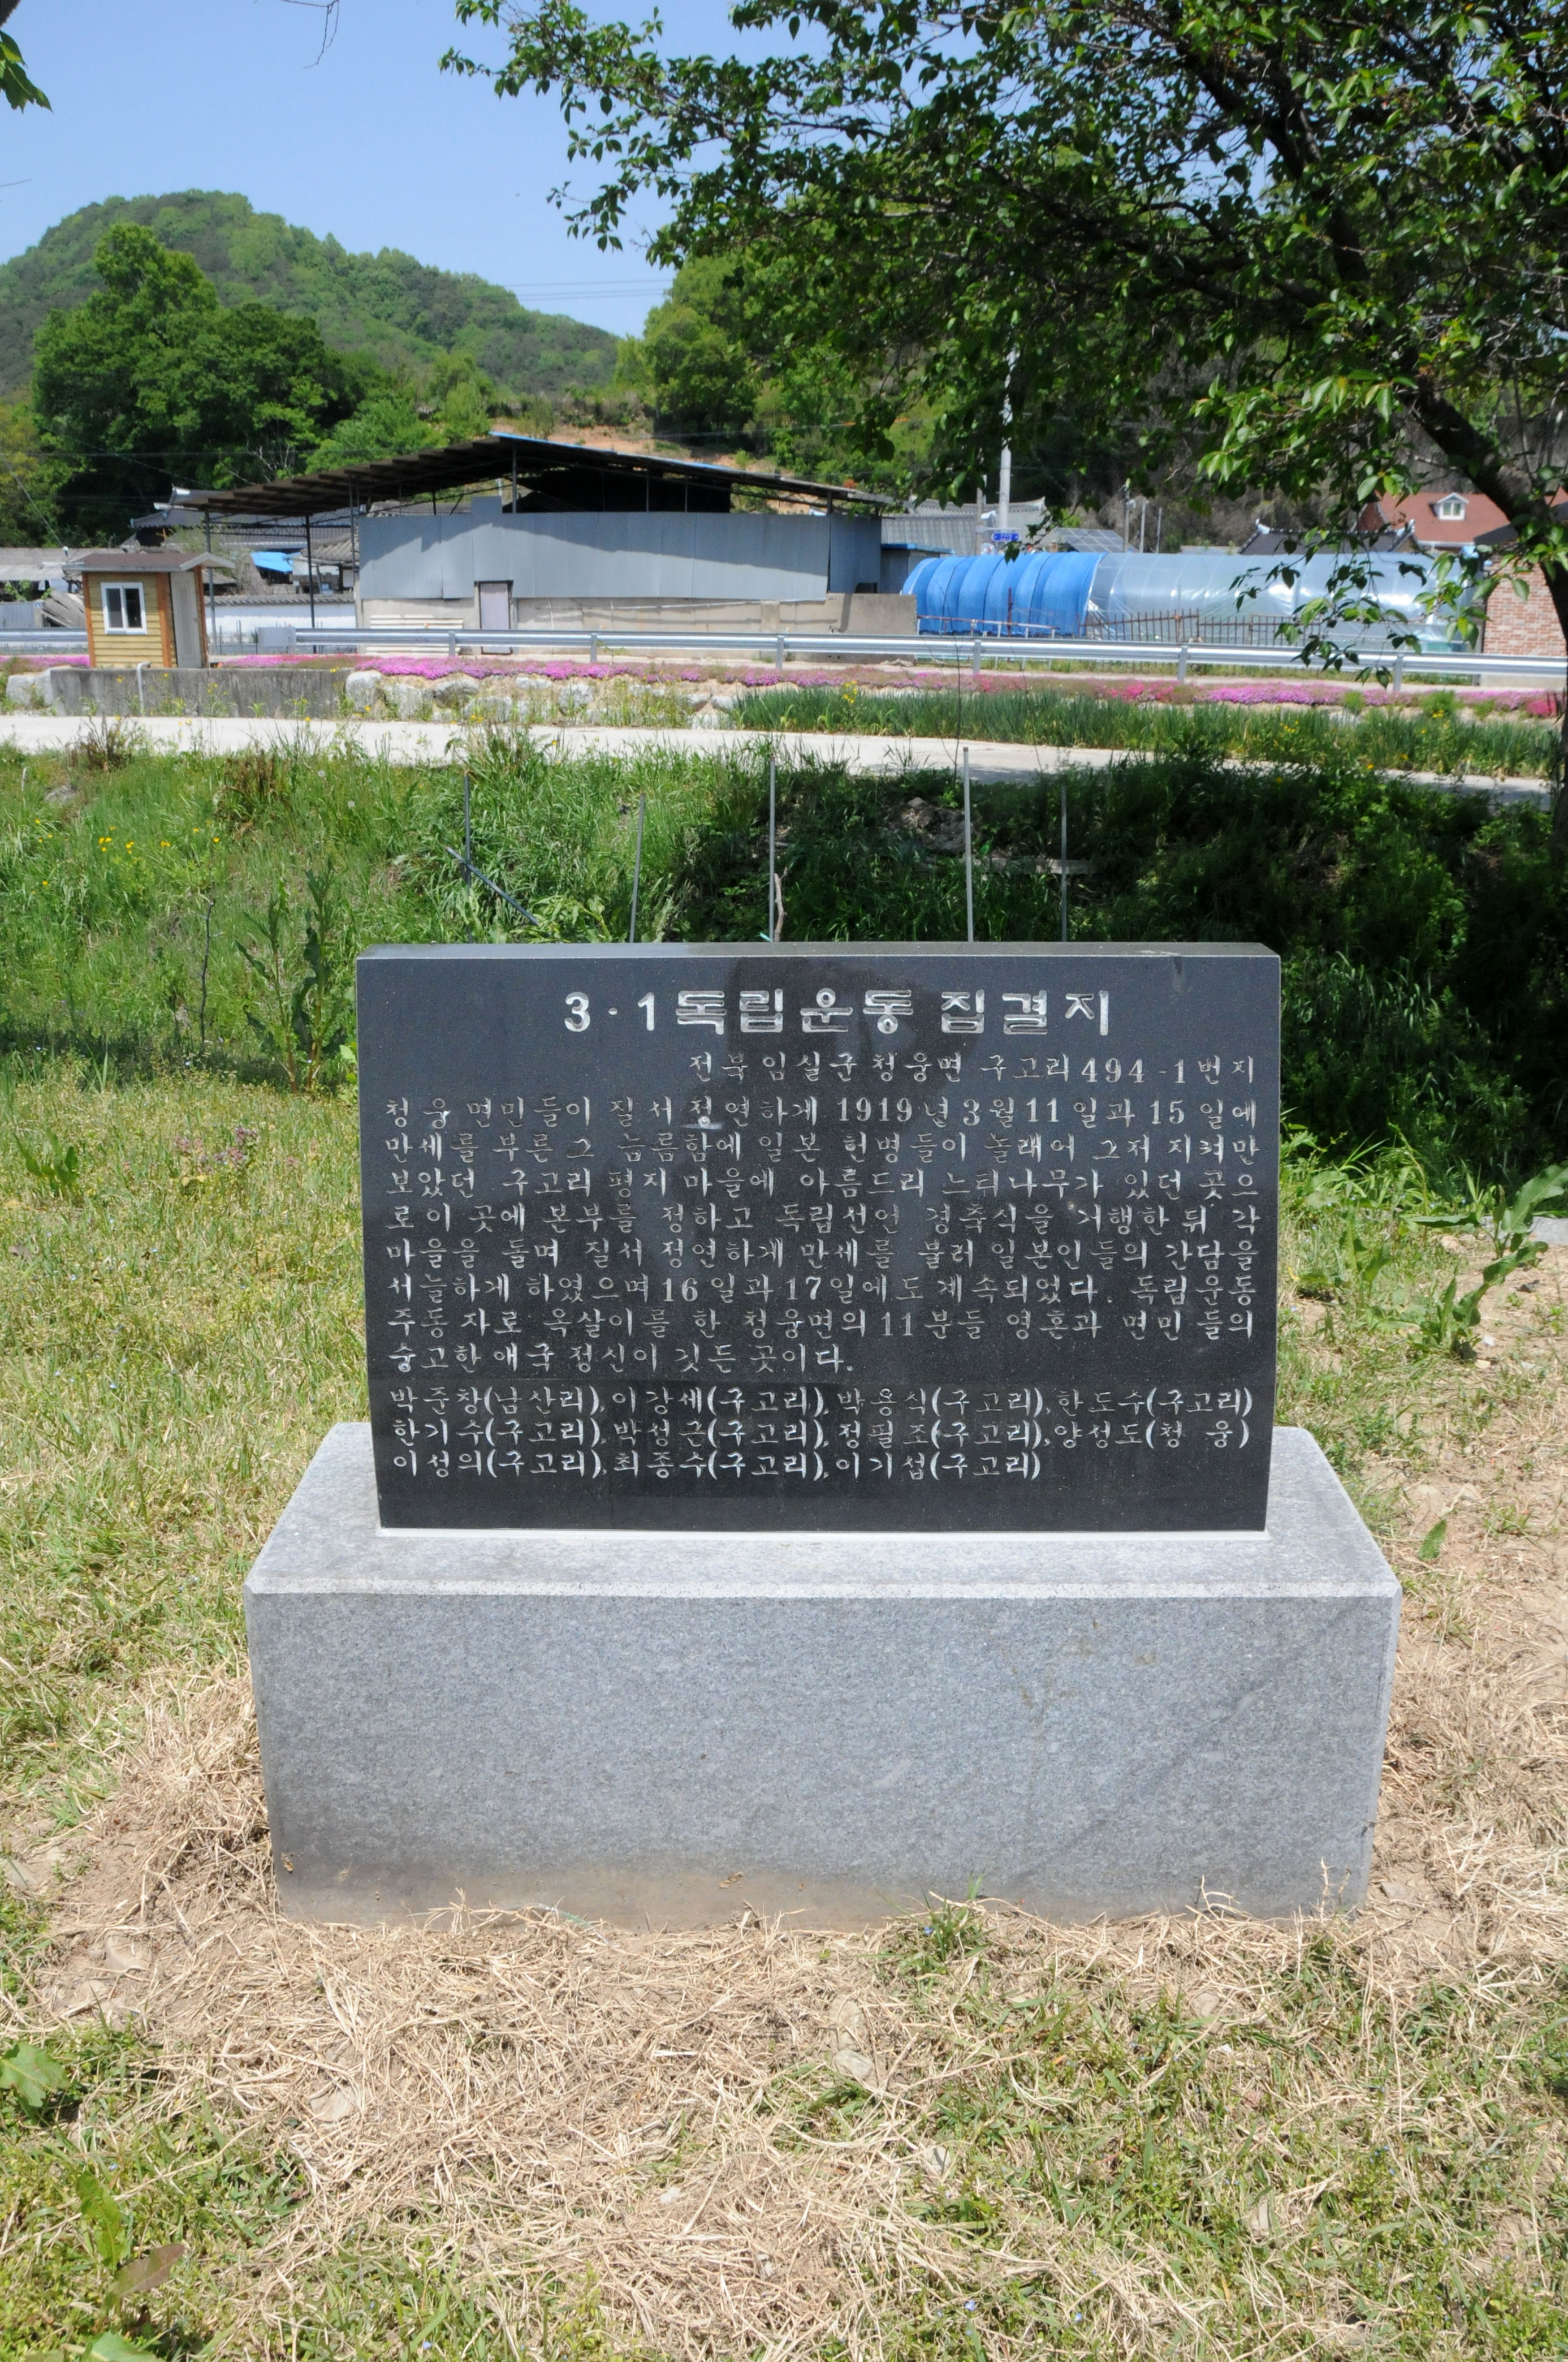 3·1독립운동 집결지
전북임실군청웅면 구고리494-1번지
청웅면민들이 질서정연하게 1919년3월11일과 15일에
만세를 부른그 늠름함에 일본 헌병들이 놀래어 그저 지켜만
보았던 구고리 평지 마을에 아름드리 느티나무가 있던 곳으
로이 곳에 본부를 정하고 독립선언 경축식을 거행한 뒤 각
마을을 돌며 질서정연하게만세를 불러 일본인들의 간담을
서늘하게 하였으며16일과17일에도계속되었다. 독립운동
주동자로 옥살이를 한 청웅면의11분들 영혼과 면민들의
숭고한애국정신이 깃든곳이다.
박준창(남산리),이강세(구고리),박용식(구고리),한도수(구고리)
한기수(구고리),박성근(구고리),정필조(구고리),양성도(청 웅)
이성의(구고리),최종수(구고리),이기섭(구고리)